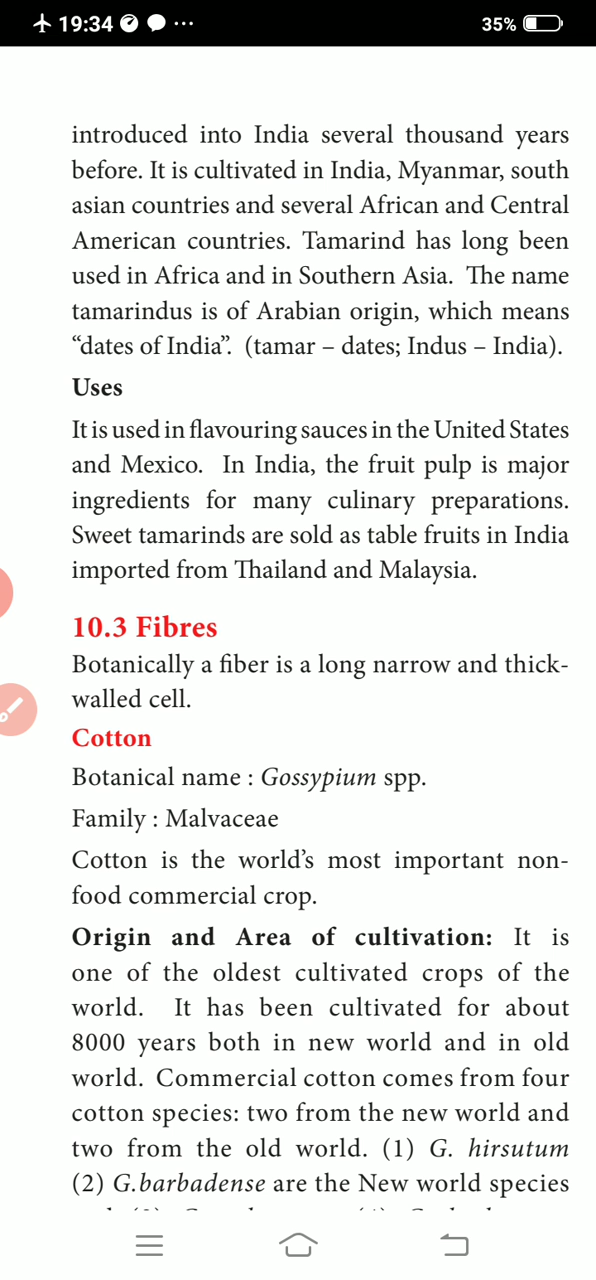 19:34 ... 35%
introduced into India several thousand years
before. It is cultivated in India, Myanmar, south
asian countries and several African and Central
American countries. Tamarind has long been
used in Africa and in Southern Asia. The name
tamarindus is of Arabian origin, which means
“dates of India”. (tamar – dates; Indus – India).
Uses
It is used in flavouring sauces in the United States
and Mexico. In India, the fruit pulp is major
ingredients for many culinary preparations.
Sweet tamarinds are sold as table fruits in India
imported from Thailand and Malaysia.
10.3 Fibres
Botanically a fiber is a long narrow and thick-
walled cell.
Cotton
Botanical name : Gossypium spp.
Family : Malvaceae
Cotton is the world’s most important non-
food commercial crop.
Origin and Area of cultivation: It is
one of the oldest cultivated crops of the
world. It has been cultivated for about
8000 years both in new world and in old
world. Commercial cotton comes from four
cotton species: two from the new world and
two from the old world. (1) G. hirsutum
(2) G.barbadense are the New world species